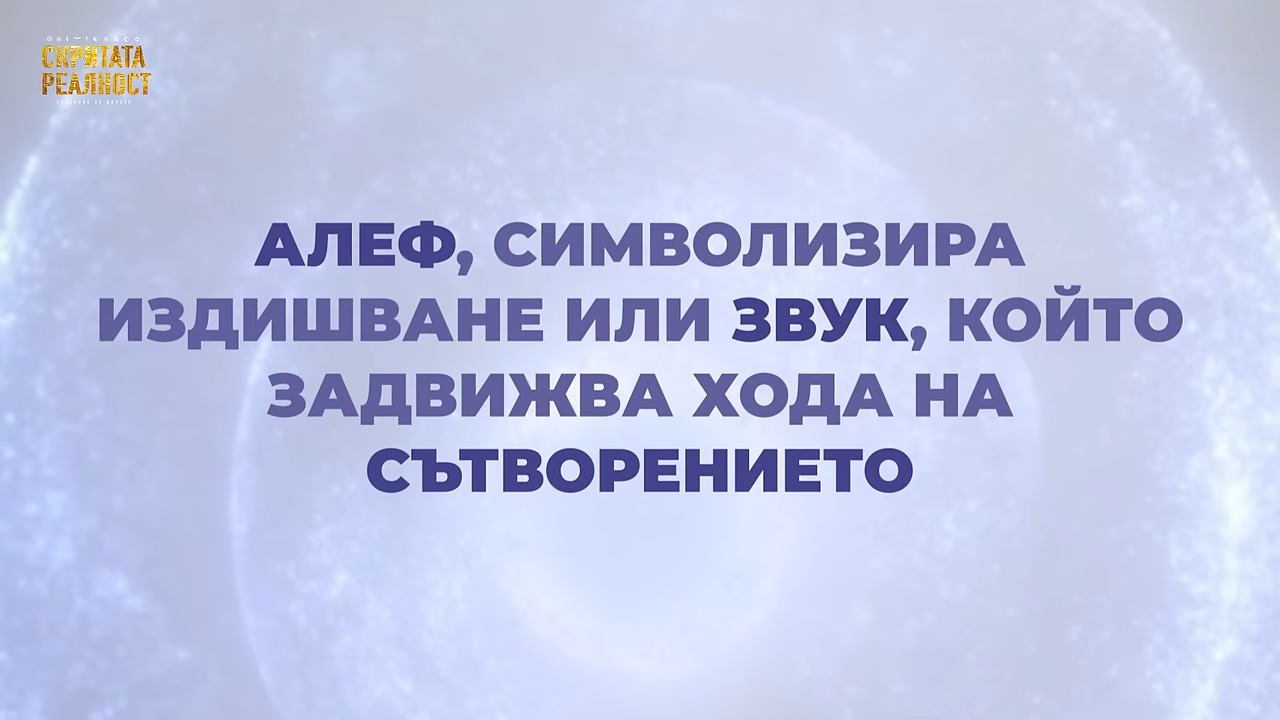 СКРИТАТА
РЕАЛНОСТ
АЛЕФ, СИМВОЛИЗИРА
ИЗДИШВАНЕ ИЛИ ЗВУК, КОЙТО
ЗАДВИЖВА ХОДА НА
СЪТВОРЕНИЕТО